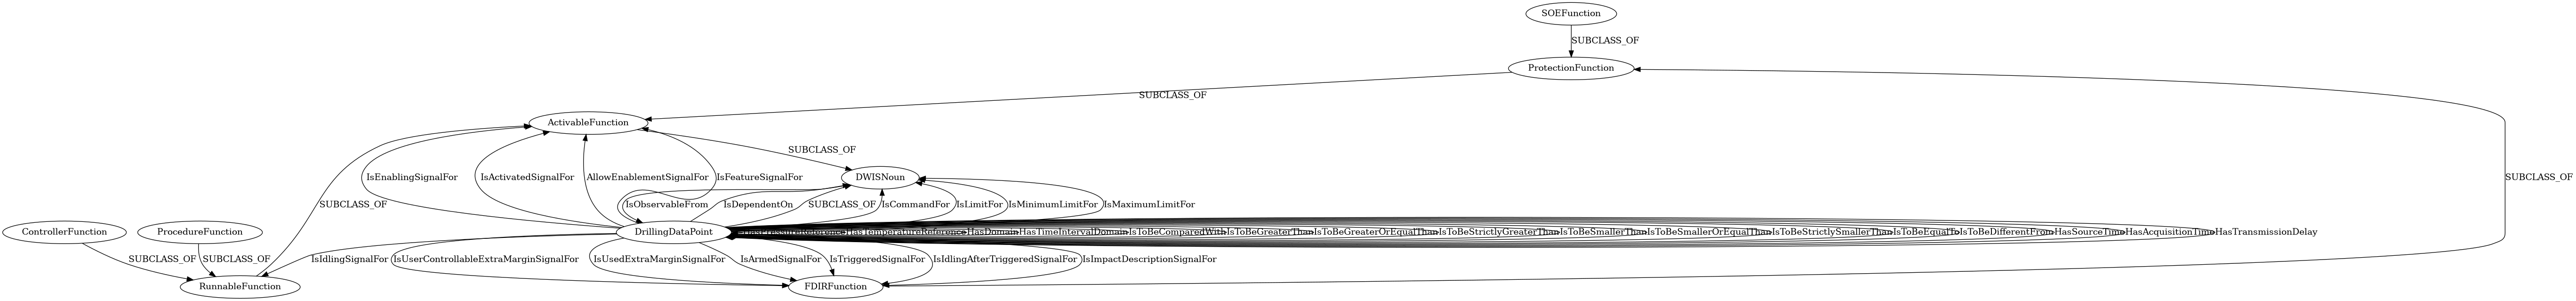 SOEFunction
SUBCLASS_OF
ProtectionFunction
SUBCLASS_OF
ActivableFunction
SUBCLASS_OF
DWISNoun
IsEnablingSignalFor
IsActivatedSignalFor
AllowEnablementSignalFor
IsFeatureSignalFor
SUBCLASS_OF
SUBCLASS_OF
IsObservableFrom
IsDependentOn
SUBCLASS_OF
IsCommandFor
IsLimitFor
IsMinimumLimitFor
IsMaximumLimitFor
ControllerFunction
ProcedureFunction
DrillingDataPoint
HasTemperatureReference
HasDomain
HasTimeIntervalDomain
IsToBeComparedWith
IsToBeGreaterThan
IsToBeGreaterOrEqualThan
IsToBeStrictlyGreaterThan
IsToBeSmallerThan
IsToBeSmallerOrEqualThan
IsToBeStrictlySmallerThan
IsToBeEqualTo
IsToBeDifferentFrom
HasSourceTime
HasAcquisitionTime
HasTransmissionDelay
SUBCLASS_OF
SUBCLASS_OF
IsIdlingSignalFor
IsUserControllableExtraMarginSignalFor
IsUsedExtraMarginSignalFor
IsArmedSignalFor
IsTriggeredSignalFor
IsIdlingAfterTriggeredSignalFor
IsImpactDescriptionSignalFor
RunnableFunction
FDIRFunction